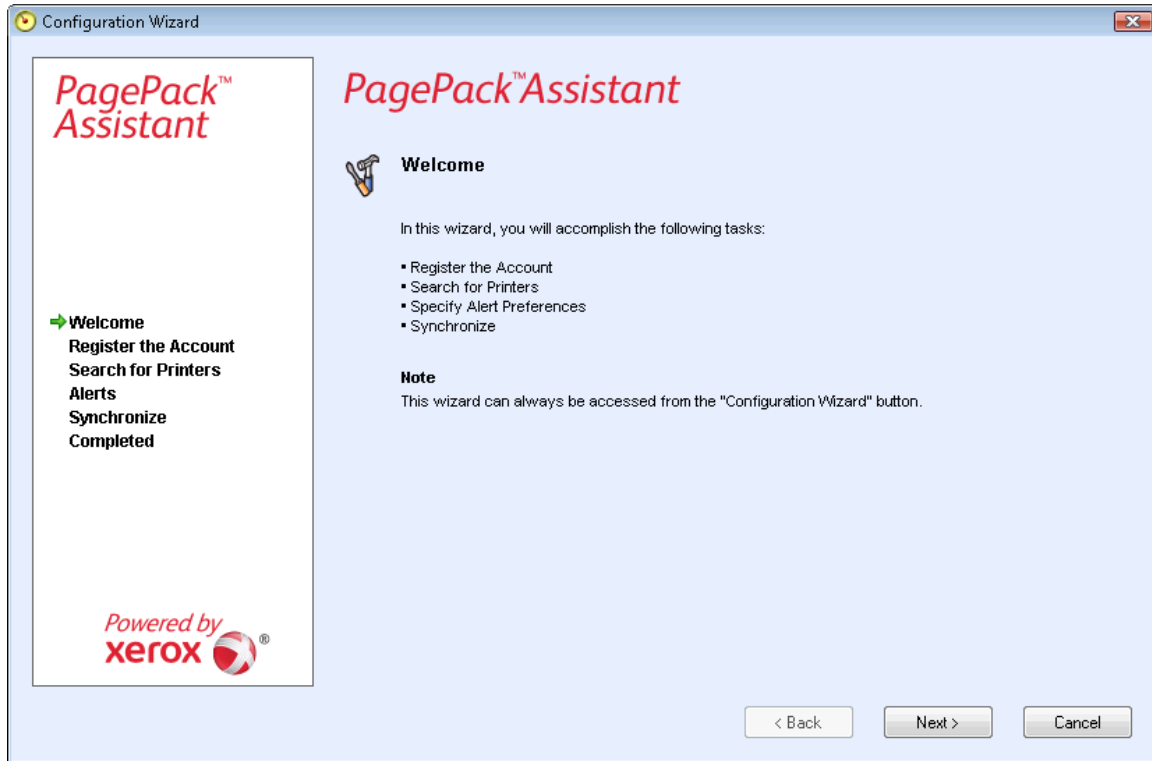 Configuration Wizard
PagePack™
Assistant
Welcome
Register the Account
Search for Printers
Alerts
Synchronize
Completed
Powered by
xerox ®
PagePack™Assistant
Welcome
In this wizard, you will accomplish the following tasks:
▪ Register the Account
▪ Search for Printers
▪ Specify Alert Preferences
▪ Synchronize
Note
This wizard can always be accessed from the "Configuration Wizard" button.
< Back
Next >
Cancel